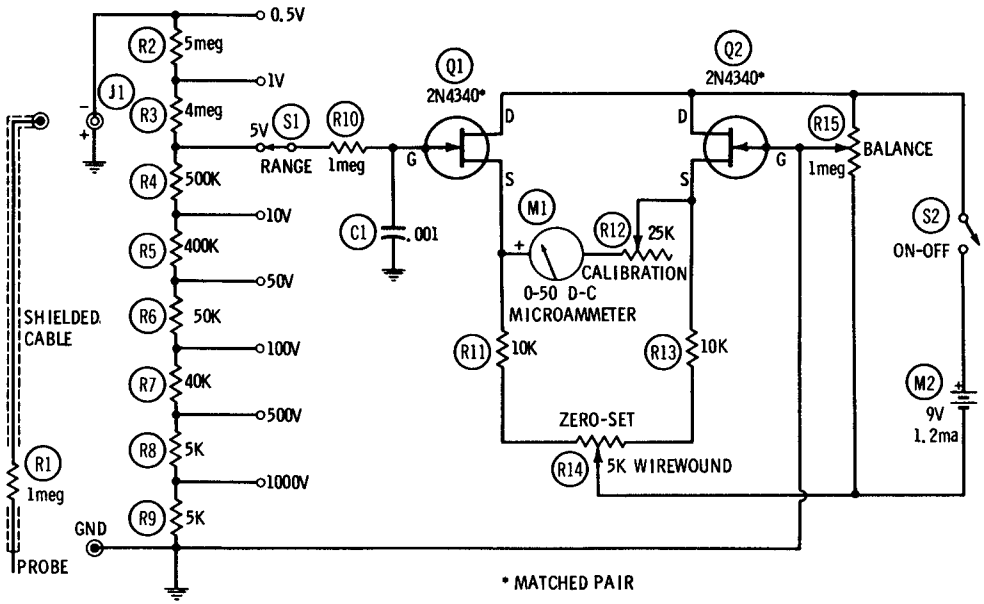 0.5V
R2
5meg
1V
J1
-
+
R3
4meg
5V
S1
RANGE
R10
1meg
R4
500K
10V
R5
400K
50V
R6
50K
100V
R7
40K
500V
R8
5K
1000V
R9
5K
GND
SHIELDED
CABLE
R1
1meg
PROBE
C1
.001
Q1
2N4340*
G
D
S
M1
+
0-50 D-C
MICROAMMETER
R12
25K
CALIBRATION
R11
10K
R13
10K
ZERO-SET
R14
5K WIREWOUND
Q2
2N4340*
D
S
G
R15
1meg
BALANCE
S2
ON-OFF
M2
+
9V
1.2ma
* MATCHED PAIR